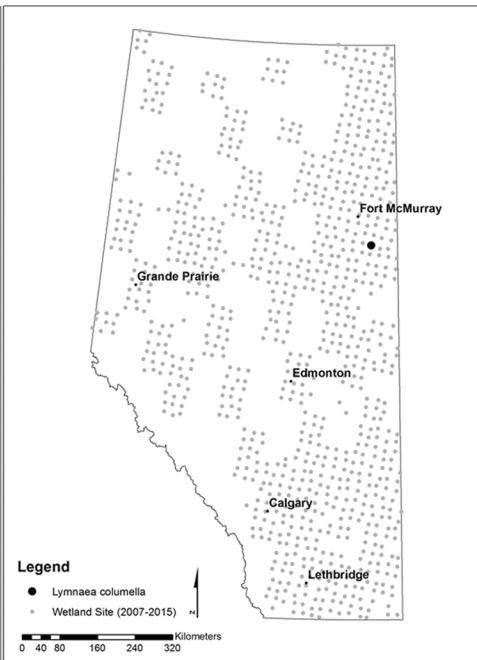 Fort McMurray
Grande Prairie
Edmonton
Calgary
Lethbridge
Legend
Lymnaea columella
Wetland Site (2007-2015)
N
Kilometers
0 40 80 160 240 320